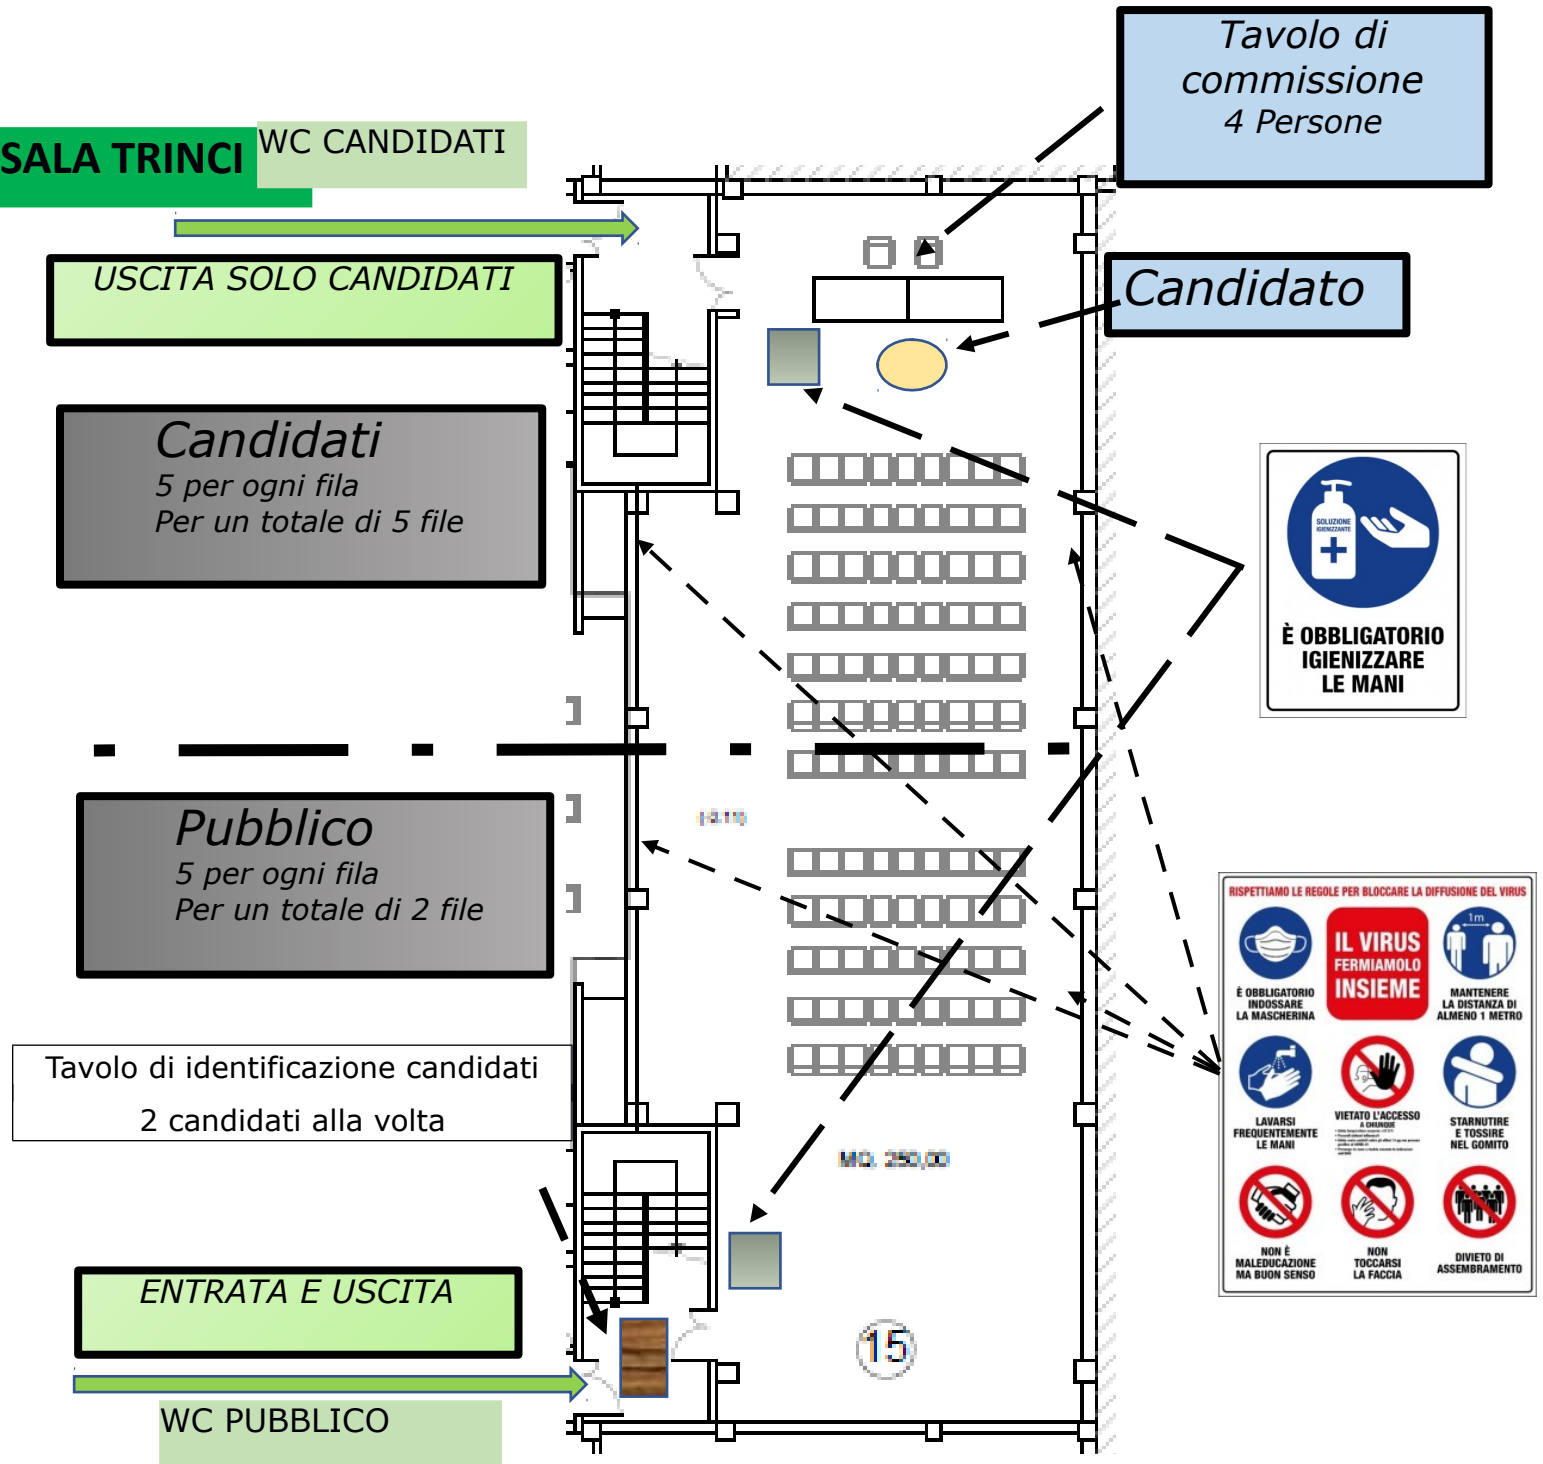 Tavolo di
commissione
4 Persone
SALA TRINCI
WC CANDIDATI
USCITA SOLO CANDIDATI
Candidato
Candidati
5 per ogni fila
Per un totale di 5 file
SOLUZIONE
IGIENIZZANTE
È OBBLIGATORIO
IGIENIZZARE
LE MANI
Pubblico
5 per ogni fila
Per un totale di 2 file
RISPETTIAMO LE REGOLE PER BLOCCARE LA DIFFUSIONE DEL VIRUS
È OBBLIGATORIO
INDOSSARE
LA MASCHERINA
IL VIRUS
FERMIAMOLO
INSIEME
1m
MANTENERE
LA DISTANZA DI
ALMENO 1 METRO
LAVARSI
FREQUENTEMENTE
LE MANI
VIETATO L'ACCESSO
A CHIUNQUE
STARNUTIRE
E TOSSIRE
NEL GOMITO
NON È
MALEDUCAZIONE
MA BUON SENSO
NON
TOCCARSI
LA FACCIA
DIVIETO DI
ASSEMBRAMENTO
Tavolo di identificazione candidati
2 candidati alla volta
MQ. 250,00
ENTRATA E USCITA
15
WC PUBBLICO